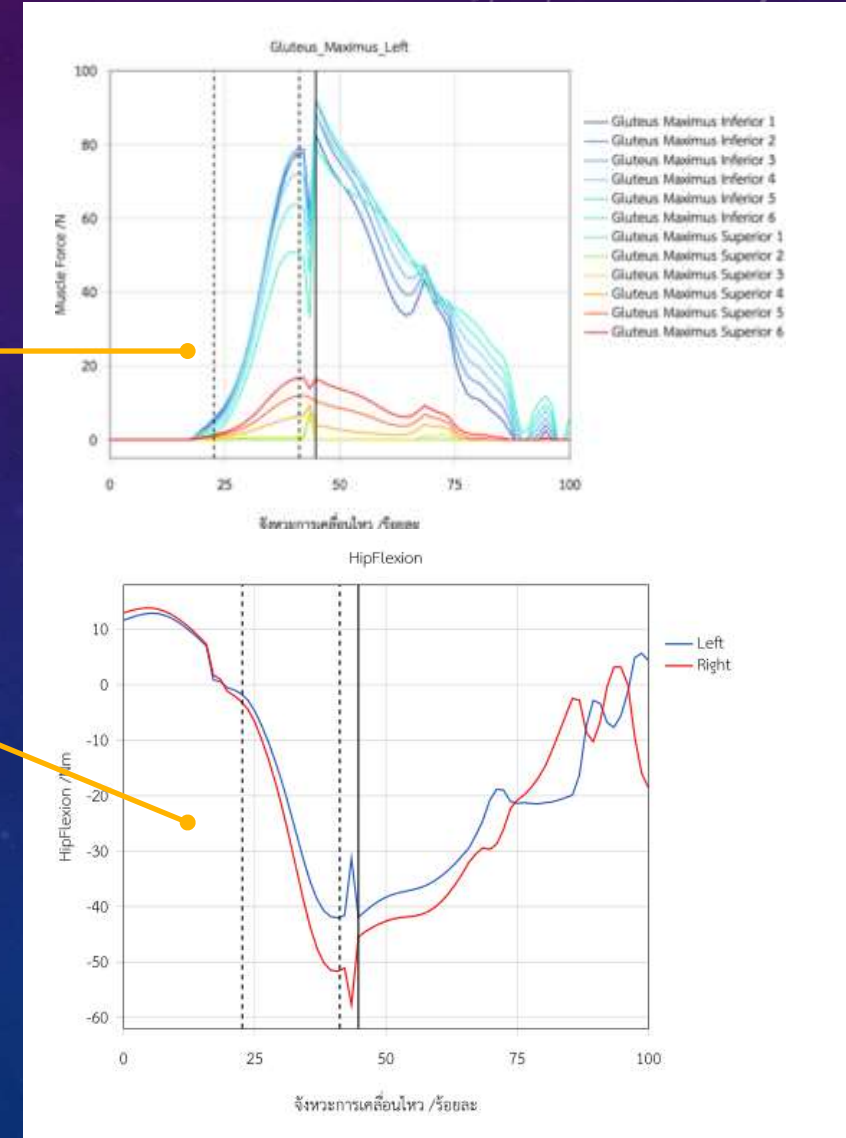 Gluteus_Maximus_Left
100
80
60
40
20
0
Muscle Force /N
0 25 50 75 100
จังหวะการเคลื่อนไหว /ร้อยละ
Gluteus Maximus Inferior 1
Gluteus Maximus Inferior 2
Gluteus Maximus Inferior 3
Gluteus Maximus Inferior 4
Gluteus Maximus Inferior 5
Gluteus Maximus Inferior 6
Gluteus Maximus Superior 1
Gluteus Maximus Superior 2
Gluteus Maximus Superior 3
Gluteus Maximus Superior 4
Gluteus Maximus Superior 5
Gluteus Maximus Superior 6
HipFlexion
10
0
-10
-20
-30
-40
-50
-60
HipFlexion /Nm
0 25 50 75 100
จังหวะการเคลื่อนไหว /ร้อยละ
Left
Right